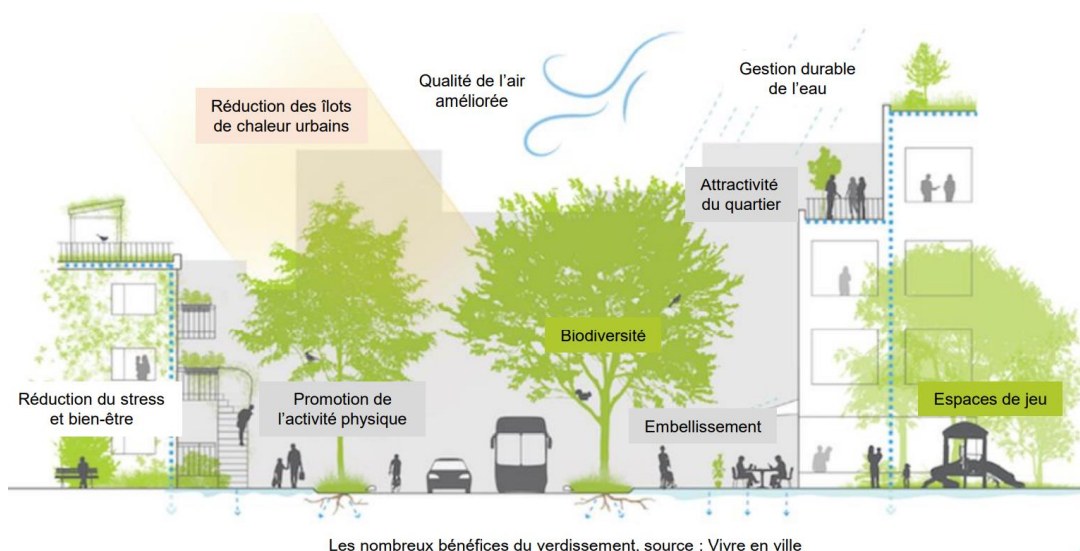 Qualité de l’air
améliorée
Gestion durable
de l’eau
Réduction des îlots
de chaleur urbains
Attractivité
du quartier
Biodiversité
Réduction du stress
et bien-être
Promotion de
l’activité physique
Embellissement
Espaces de jeu
Les nombreux bénéfices du verdissement, source : Vivre en ville